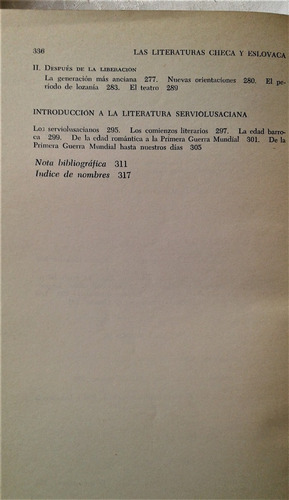 336 LAS LITERATURAS CHECA Y ESLOVACA
II. DESPUÉS DE LA LIBERACION
La generación más anciana 277. Nuevas orientaciones 280. El pe-
ríodo de lozanía 283. El teatro 289
INTRODUCCION A LA LITERATURA SERVIOLUSACIANA
Los serviolusacianos 295. Los comienzos literarios 297. La edad barro-
ca 299. De la edad romántica a la Primera Guerra Mundial 301. De la
Primera Guerra Mundial hasta nuestros días 305
Nota bibliográfica 311
Indice de nombres 317